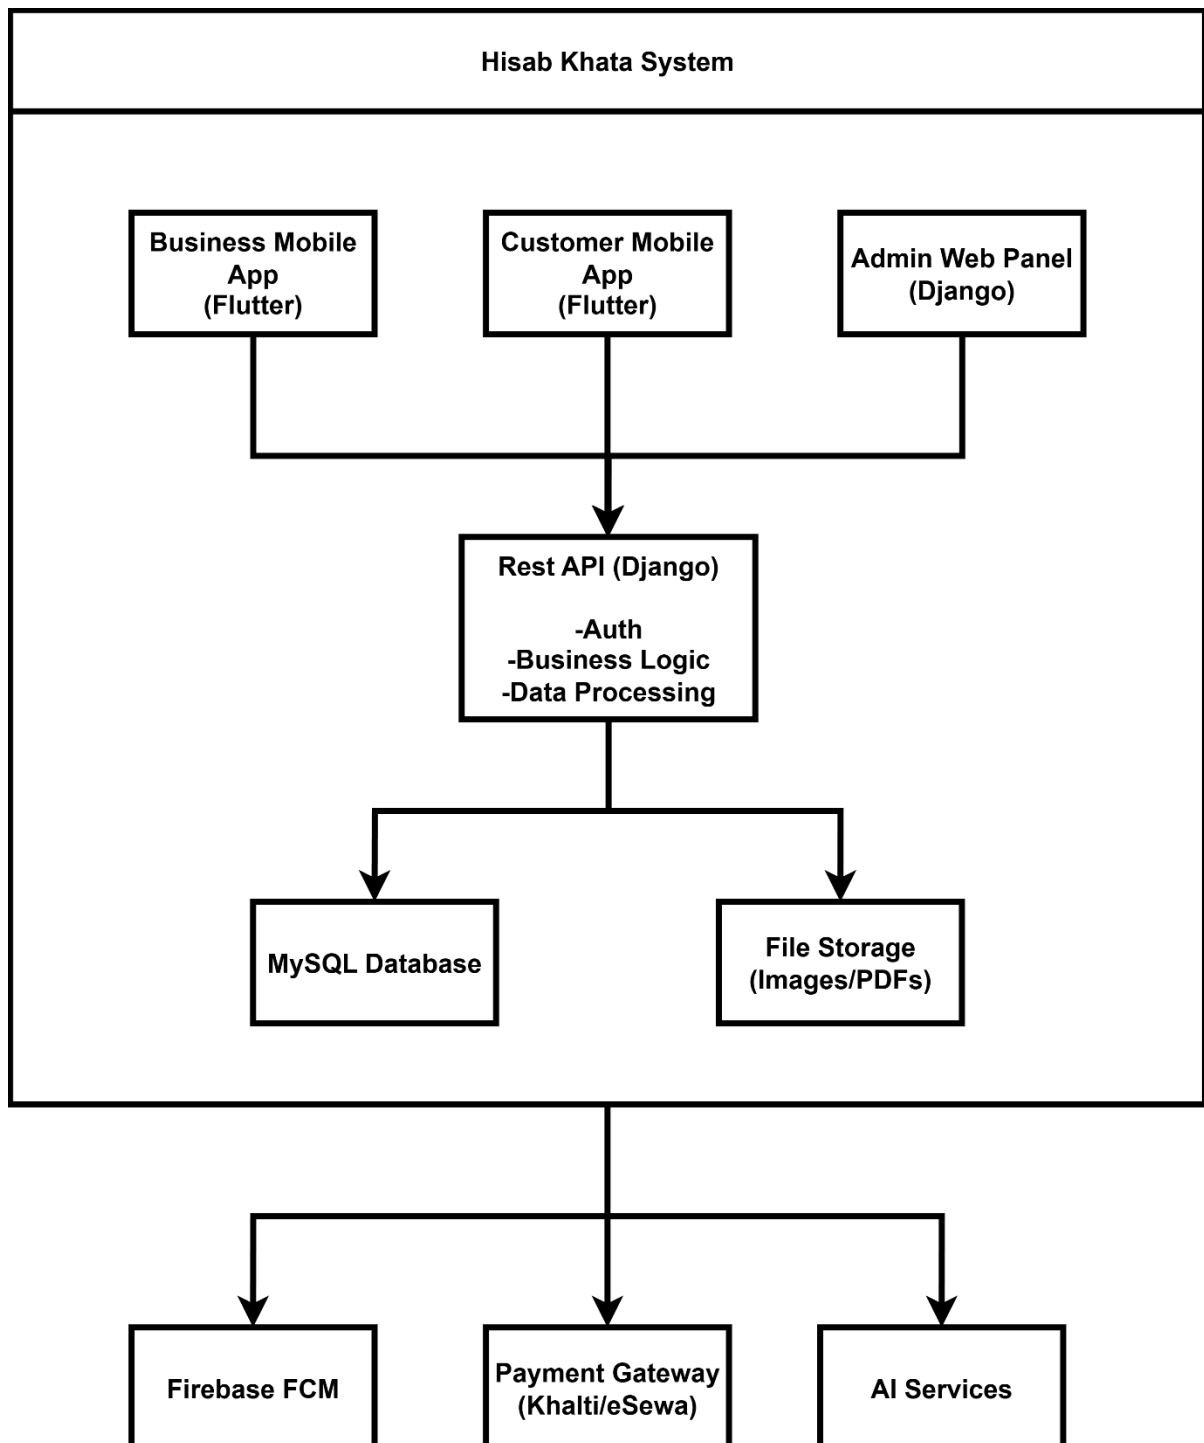 Hisab Khata System
Business Mobile
App
(Flutter)
Customer Mobile
App
(Flutter)
Admin Web Panel
(Django)
Rest API (Django)
-Auth
-Business Logic
-Data Processing
MySQL Database
File Storage
(Images/PDFs)
Firebase FCM
Payment Gateway
(Khalti/eSewa)
AI Services